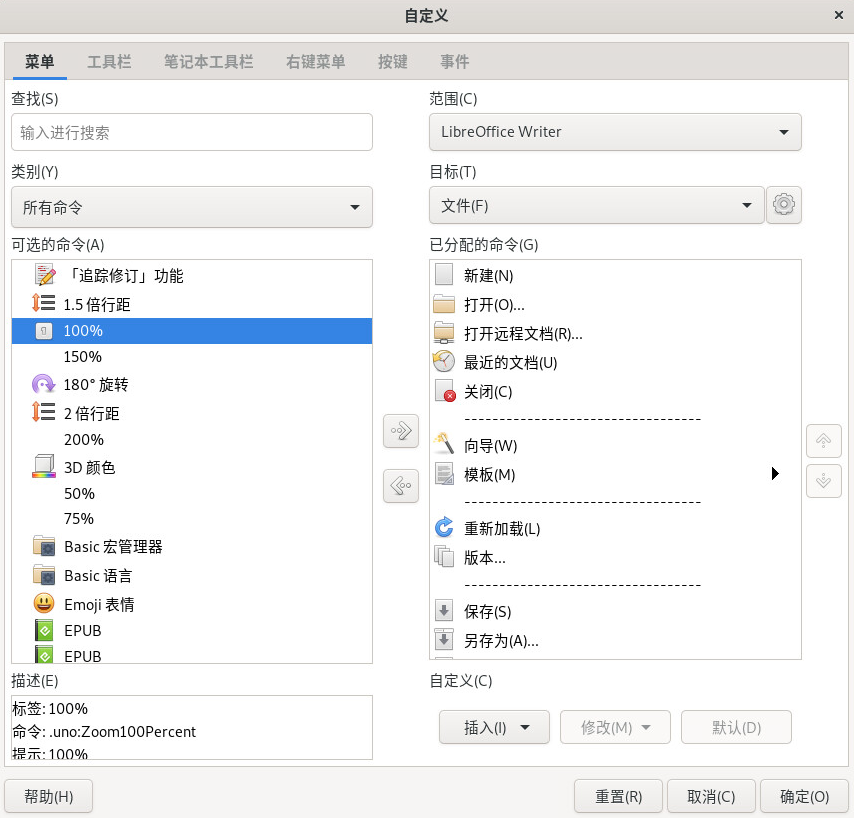 自定义
菜单
工具栏
笔记本工具栏
右键菜单
按键
事件
查找(S)
输入进行搜索
类别(Y)
所有命令
可选的命令(A)
「追踪修订」功能
1.5 倍行距
100%
150%
180° 旋转
2 倍行距
200%
3D 颜色
50%
75%
Basic 宏管理器
Basic 语言
Emoji 表情
EPUB
EPUB
描述(E)
标签: 100%
命令: .uno:Zoom100Percent
提示: 100%
范围(C)
LibreOffice Writer
目标(T)
文件(F)
已分配的命令(G)
新建(N)
打开(O)...
打开远程文档(R)...
最近的文档(U)
关闭(C)
----------------------------------
向导(W)
模板(M)
----------------------------------
重新加载(L)
版本...
----------------------------------
保存(S)
另存为(A)...
自定义(C)
插入(I)
修改(M)
默认(D)
帮助(H)
重置(R)
取消(C)
确定(O)